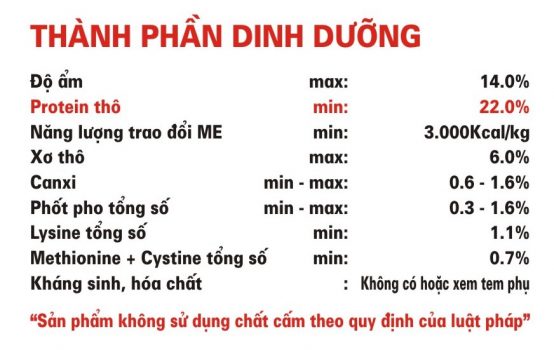 THÀNH PHẦN DINH DƯỠNG
Độ ẩm max: 14.0%
Protein thô min: 22.0%
Năng lượng trao đổi ME min: 3.000Kcal/kg
Xơ thô max: 6.0%
Canxi min - max: 0.6 - 1.6%
Phốt pho tổng số min - max: 0.3 - 1.6%
Lysine tổng số min: 1.1%
Methionine + Cystine tổng số min: 0.7%
Kháng sinh, hóa chất : Không có hoặc xem tem phụ
“Sản phẩm không sử dụng chất cấm theo quy định của luật pháp”